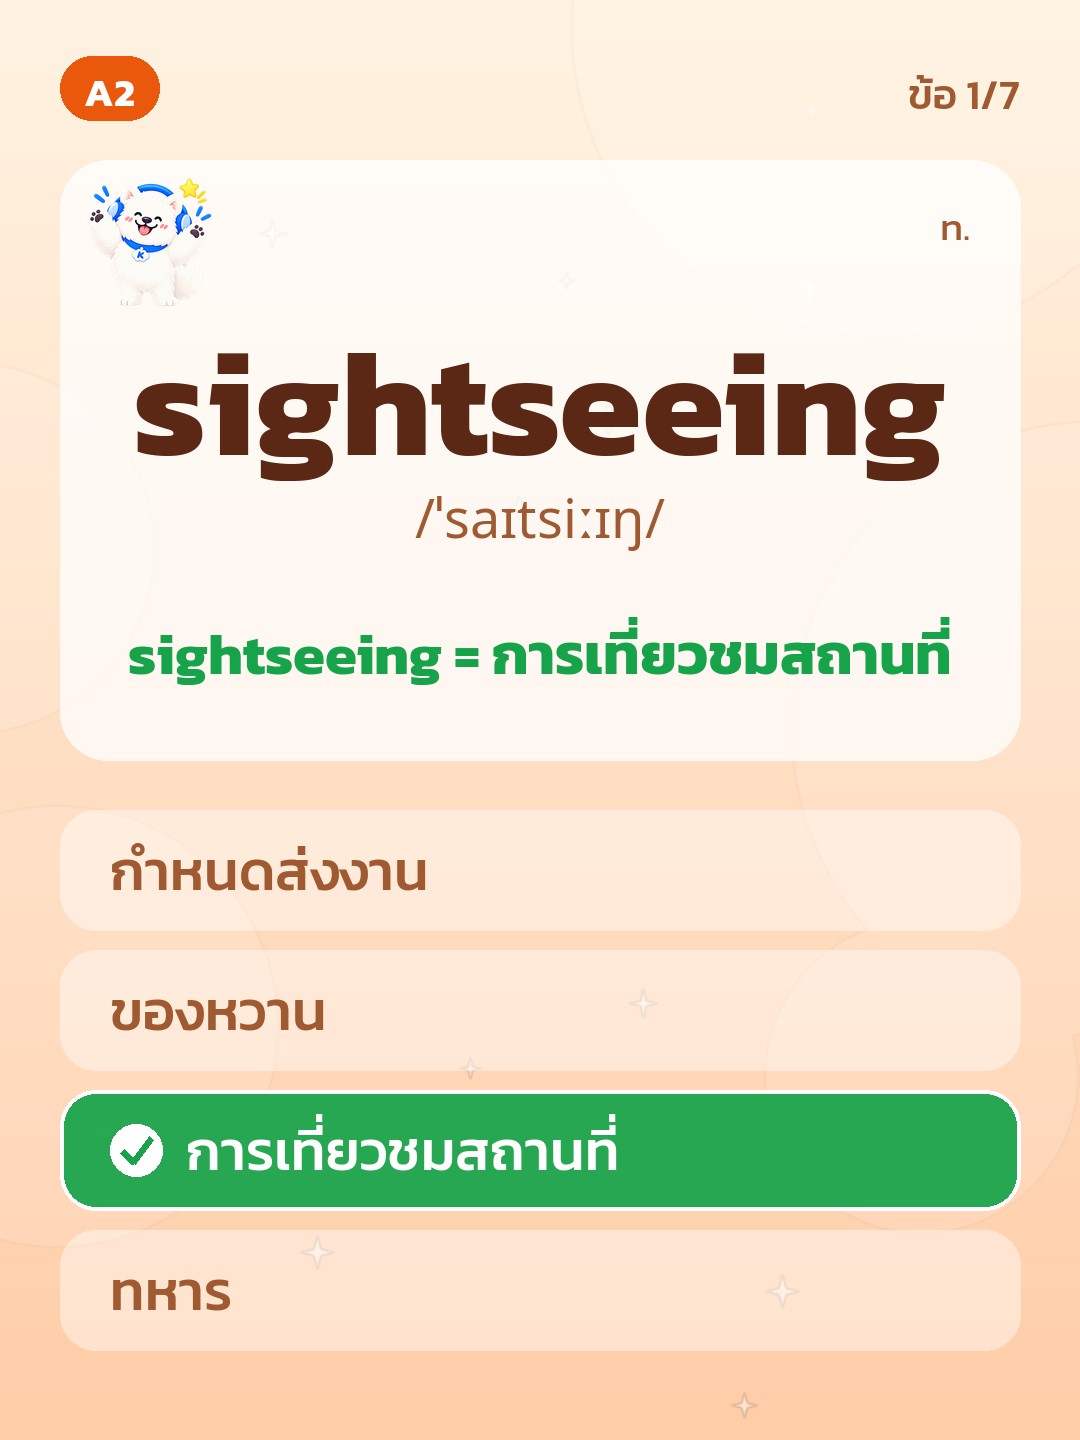 A2
ข้อ 1/7
K
n.
sightseeing
/ˈsaɪtsiːɪŋ/
sightseeing = การเที่ยวชมสถานที่
กำหนดส่งงาน
ของหวาน
การเที่ยวชมสถานที่
ทหาร